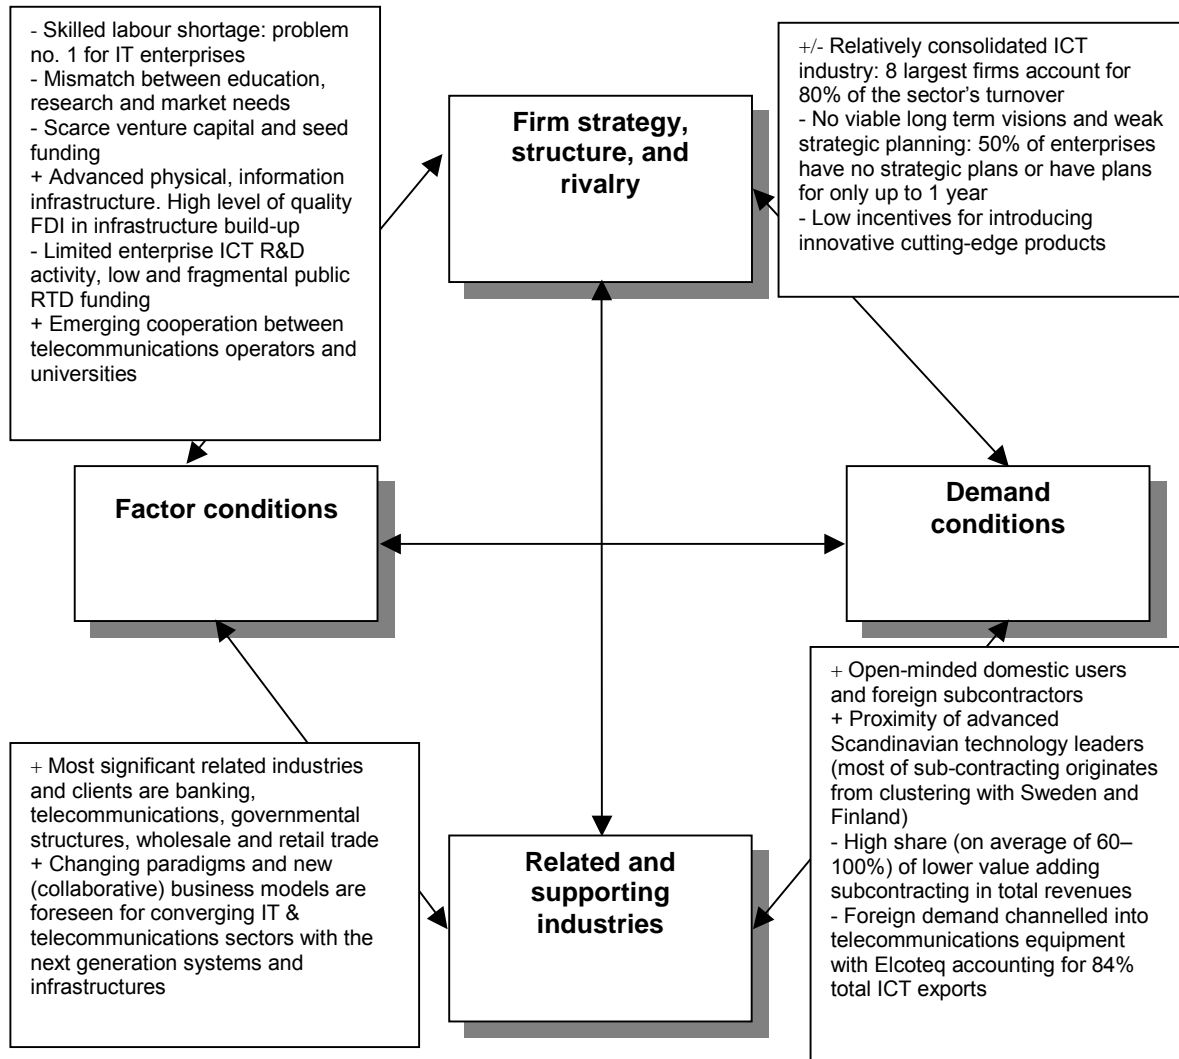 - Skilled labour shortage: problem
no. 1 for IT enterprises
- Mismatch between education,
research and market needs
- Scarce venture capital and seed
funding
+ Advanced physical, information
infrastructure. High level of quality
FDI in infrastructure build-up
- Limited enterprise ICT R&D
activity, low and fragmental public
RTD funding
+ Emerging cooperation between
telecommunications operators and
universities
Firm strategy,
structure, and
rivalry
+/- Relatively consolidated ICT
industry: 8 largest firms account for
80% of the sector's turnover
- No viable long term visions and weak
strategic planning: 50% of enterprises
have no strategic plans or have plans
for only up to 1 year
- Low incentives for introducing
innovative cutting-edge products
Factor conditions
Demand
conditions
+ Most significant related industries
and clients are banking,
telecommunications, governmental
structures, wholesale and retail trade
+ Changing paradigms and new
(collaborative) business models are
foreseen for converging IT &
telecommunications sectors with the
next generation systems and
infrastructures
Related and
supporting
industries
+ Open-minded domestic users
and foreign subcontractors
+ Proximity of advanced
Scandinavian technology leaders
(most of sub-contracting originates
from clustering with Sweden and
Finland)
- High share (on average of 60–
100%) of lower value adding
subcontracting in total revenues
- Foreign demand channelled into
telecommunications equipment
with Elcoteq accounting for 84%
total ICT exports